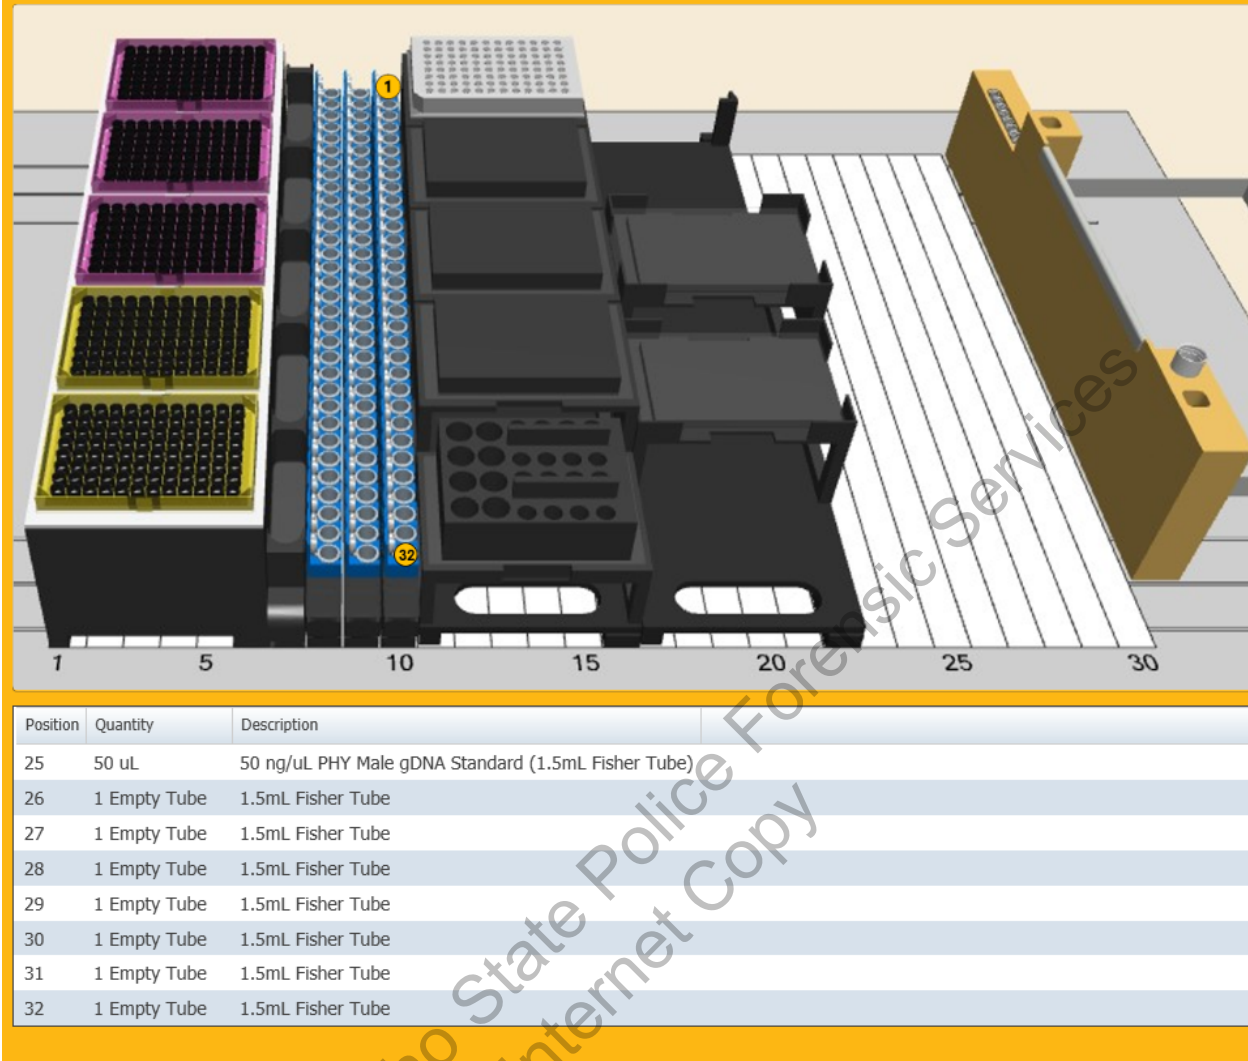 1
32
1 5 10 15 20 25 30
Position Quantity Description
25 50 uL 50 ng/uL PHY Male gDNA Standard (1.5mL Fisher Tube)
26 1 Empty Tube 1.5mL Fisher Tube
27 1 Empty Tube 1.5mL Fisher Tube
28 1 Empty Tube 1.5mL Fisher Tube
29 1 Empty Tube 1.5mL Fisher Tube
30 1 Empty Tube 1.5mL Fisher Tube
31 1 Empty Tube 1.5mL Fisher Tube
32 1 Empty Tube 1.5mL Fisher Tube
State Police Forensic Services
Internet Copy